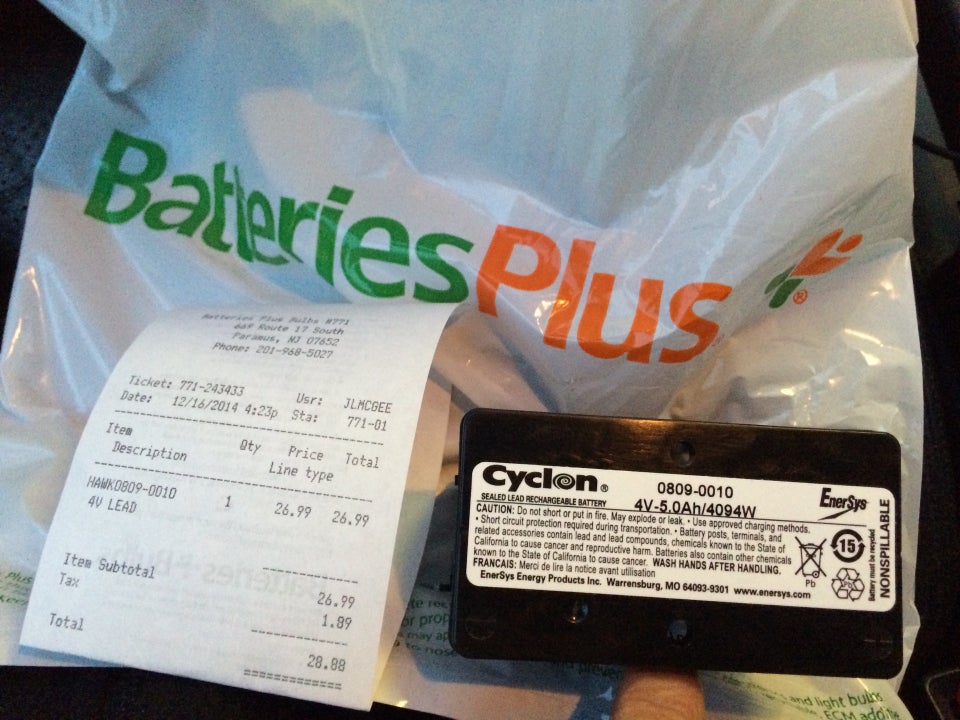 BatteriesPlus®
Batteries Plus Bulbs #771
669 Route 17 South
Paramus, NJ 07652
Phone: 201-968-5027
Ticket: 771-243433 Usr: JLMCGEE
Date: 12/16/2014 4:23p Sta: 771-01
Item Qty Price Total
Description Line type
HAWK0809-0010 1 26.99 26.99
4V LEAD
Item Subtotal 26.99
Tax 1.89
Total 28.88
Cyclon®
SEALED LEAD RECHARGEABLE BATTERY
0809-0010
4V-5.0Ah/4094W
EnerSys
CAUTION: Do not short or put in fire. May explode or leak. • Use approved charging methods.
• Short circuit protection required during transportation. • Battery posts, terminals, and
related accessories contain lead and lead compounds, chemicals known to the State of
California to cause cancer and reproductive harm. Batteries also contain other chemicals
known to the State of California to cause cancer. WASH HANDS AFTER HANDLING.
FRANCAIS: Merci de lire la notice avant utilisation
EnerSys Energy Products Inc. Warrensburg, MO 64093-9301 www.enersys.com
Pb
15
Pb
Battery must be recycled
NONSPILLABLE
and light bulbs